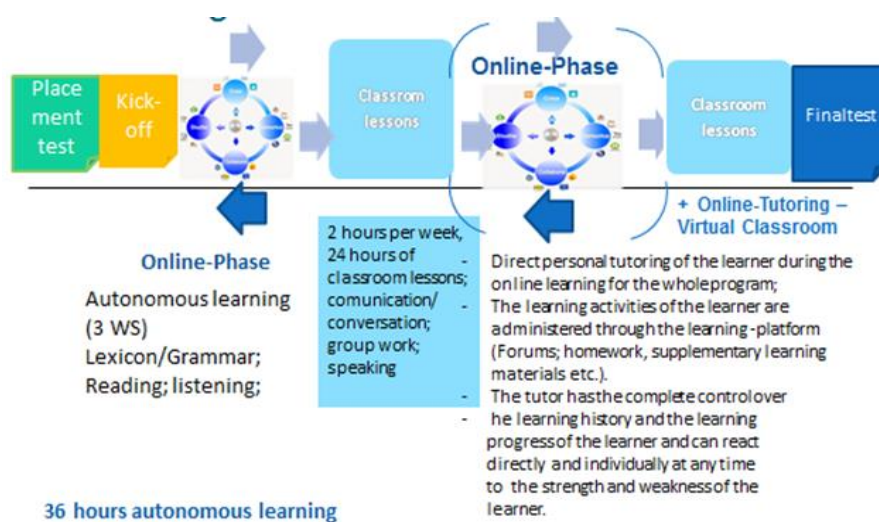 Online-Phase
Place
ment
test
Kick-
off
Classrom
lessons
Classroom
lessons
Finaltest
+ Online-Tutoring –
Virtual Classroom
Online-Phase
Autonomous learning
(3 WS)
Lexicon/Grammar;
Reading; listening;
2 hours per week,
24 hours of
classroom lessons;
comunication/
conversation;
group work;
speaking
- Direct personal tutoring of the learner during the
online learning for the whole program;
- The learning activities of the learner are
administered through the learning -platform
(Forums; homework, supplementary learning
materials etc.).
- The tutor has the complete control over
- he learning history and the learning
progress of the learner and can react
directly and individually at any time
to the strength and weakness of the
learner.
36 hours autonomous learning